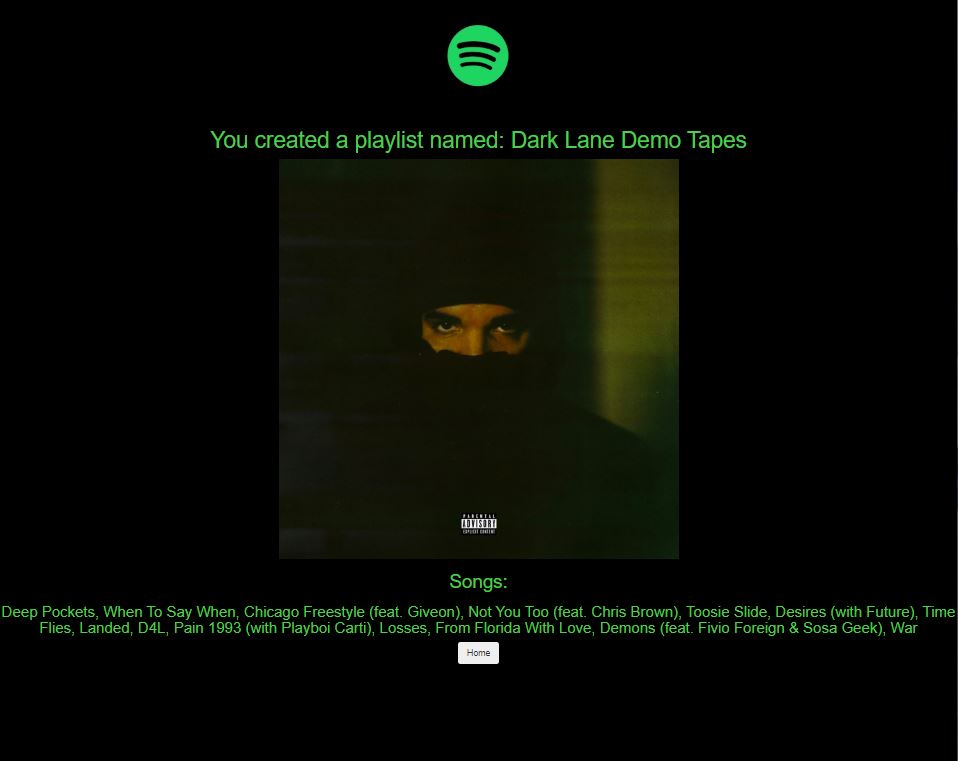 You created a playlist named: Dark Lane Demo Tapes
PARENTAL
ADVISORY
EXPLICIT CONTENT
Songs:
Deep Pockets, When To Say When, Chicago Freestyle (feat. Giveon), Not You Too (feat. Chris Brown), Toosie Slide, Desires (with Future), Time
Flies, Landed, D4L, Pain 1993 (with Playboi Carti), Losses, From Florida With Love, Demons (feat. Fivio Foreign & Sosa Geek), War
Home